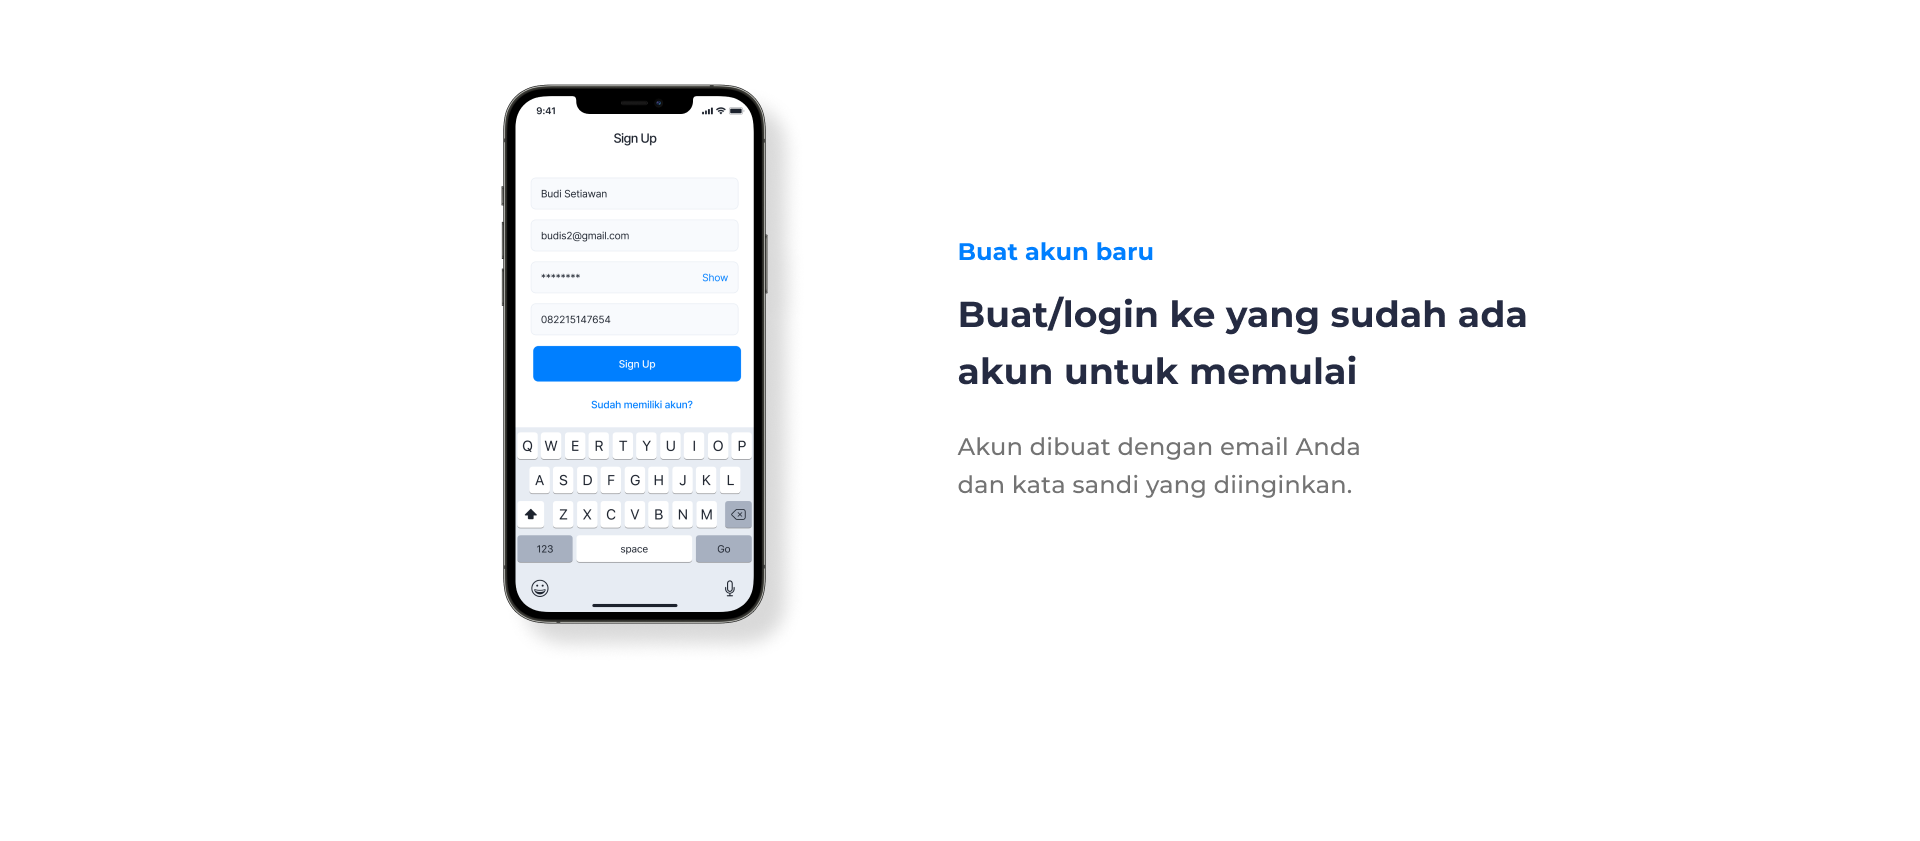 9:41
Sign Up
Budi Setiawan
budis2@gmail.com
******** Show
082215147654
Sign Up
Sudah memiliki akun?
Q W E R T Y U I O P
A S D F G H J K L
Z X C V B N M
123 space Go
Buat akun baru
Buat/login ke yang sudah ada
akun untuk memulai
Akun dibuat dengan email Anda
dan kata sandi yang diinginkan.